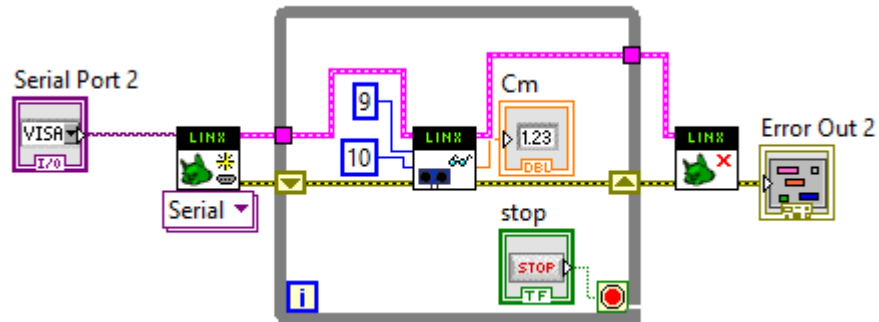 Serial Port 2
VISA
I/O
LINX
Serial
9
10
LINX
Cm
1.23
DBL
stop
STOP
TF
i
LINX
Error Out 2